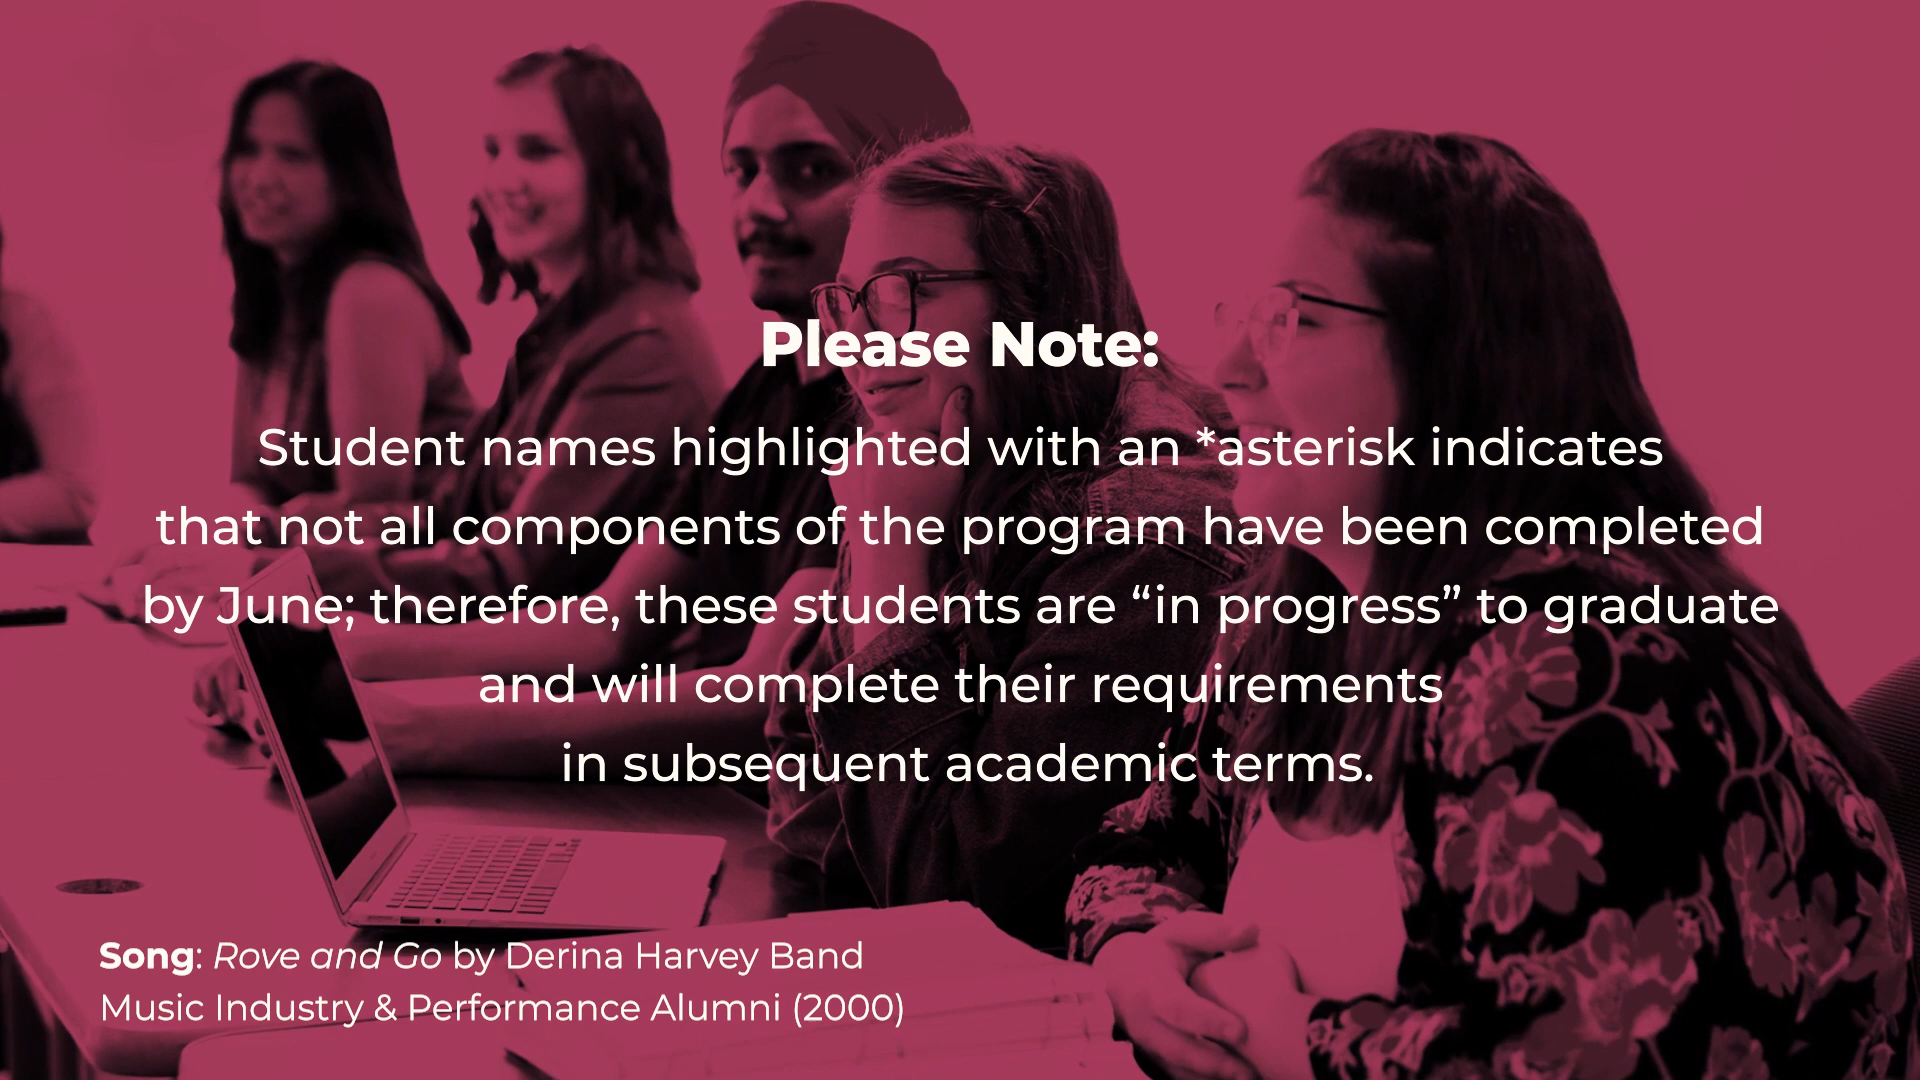 Please Note:
Student names highlighted with an *asterisk indicates
that not all components of the program have been completed
by June; therefore, these students are “in progress” to graduate
and will complete their requirements
in subsequent academic terms.
Song: Rove and Go by Derina Harvey Band
Music Industry & Performance Alumni (2000)